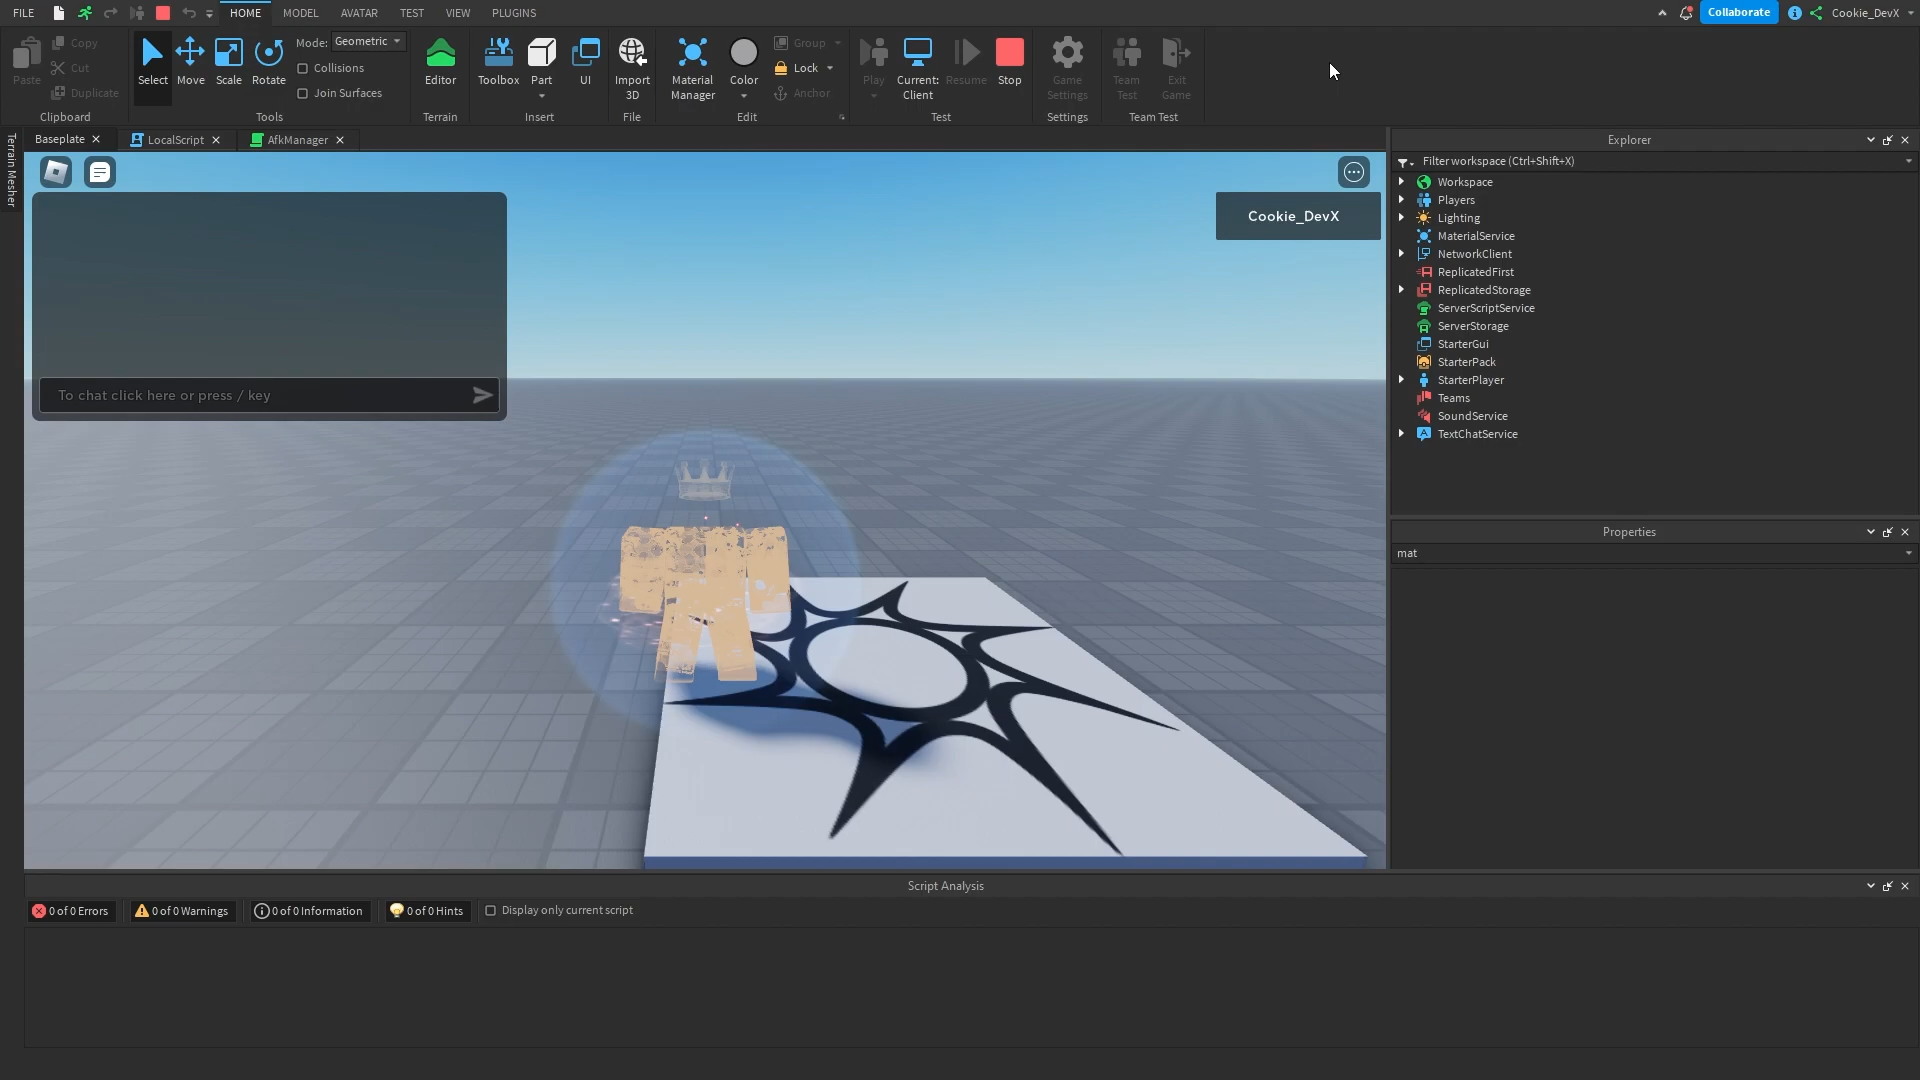 FILE HOME MODEL AVATAR TEST VIEW PLUGINS Collaborate Cookie_DevX
Paste Copy Cut Duplicate
Clipboard
Select Move Scale Rotate Mode: Geometric
Collisions
Join Surfaces
Tools
Editor
Terrain
Toolbox Part UI
Insert
Import 3D
File
Material Manager Color Group Lock Anchor
Edit
Play Current: Client Resume Stop
Test
Game Settings
Settings
Team Test Exit Game
Team Test
Terrain Mesher
Baseplate LocalScript AfkManager
To chat click here or press / key
Cookie_DevX
Explorer
Filter workspace (Ctrl+Shift+X)
Workspace
Players
Lighting
MaterialService
NetworkClient
ReplicatedFirst
ReplicatedStorage
ServerScriptService
ServerStorage
StarterGui
StarterPack
StarterPlayer
Teams
SoundService
TextChatService
Properties
mat
Script Analysis
0 of 0 Errors 0 of 0 Warnings 0 of 0 Information 0 of 0 Hints Display only current script